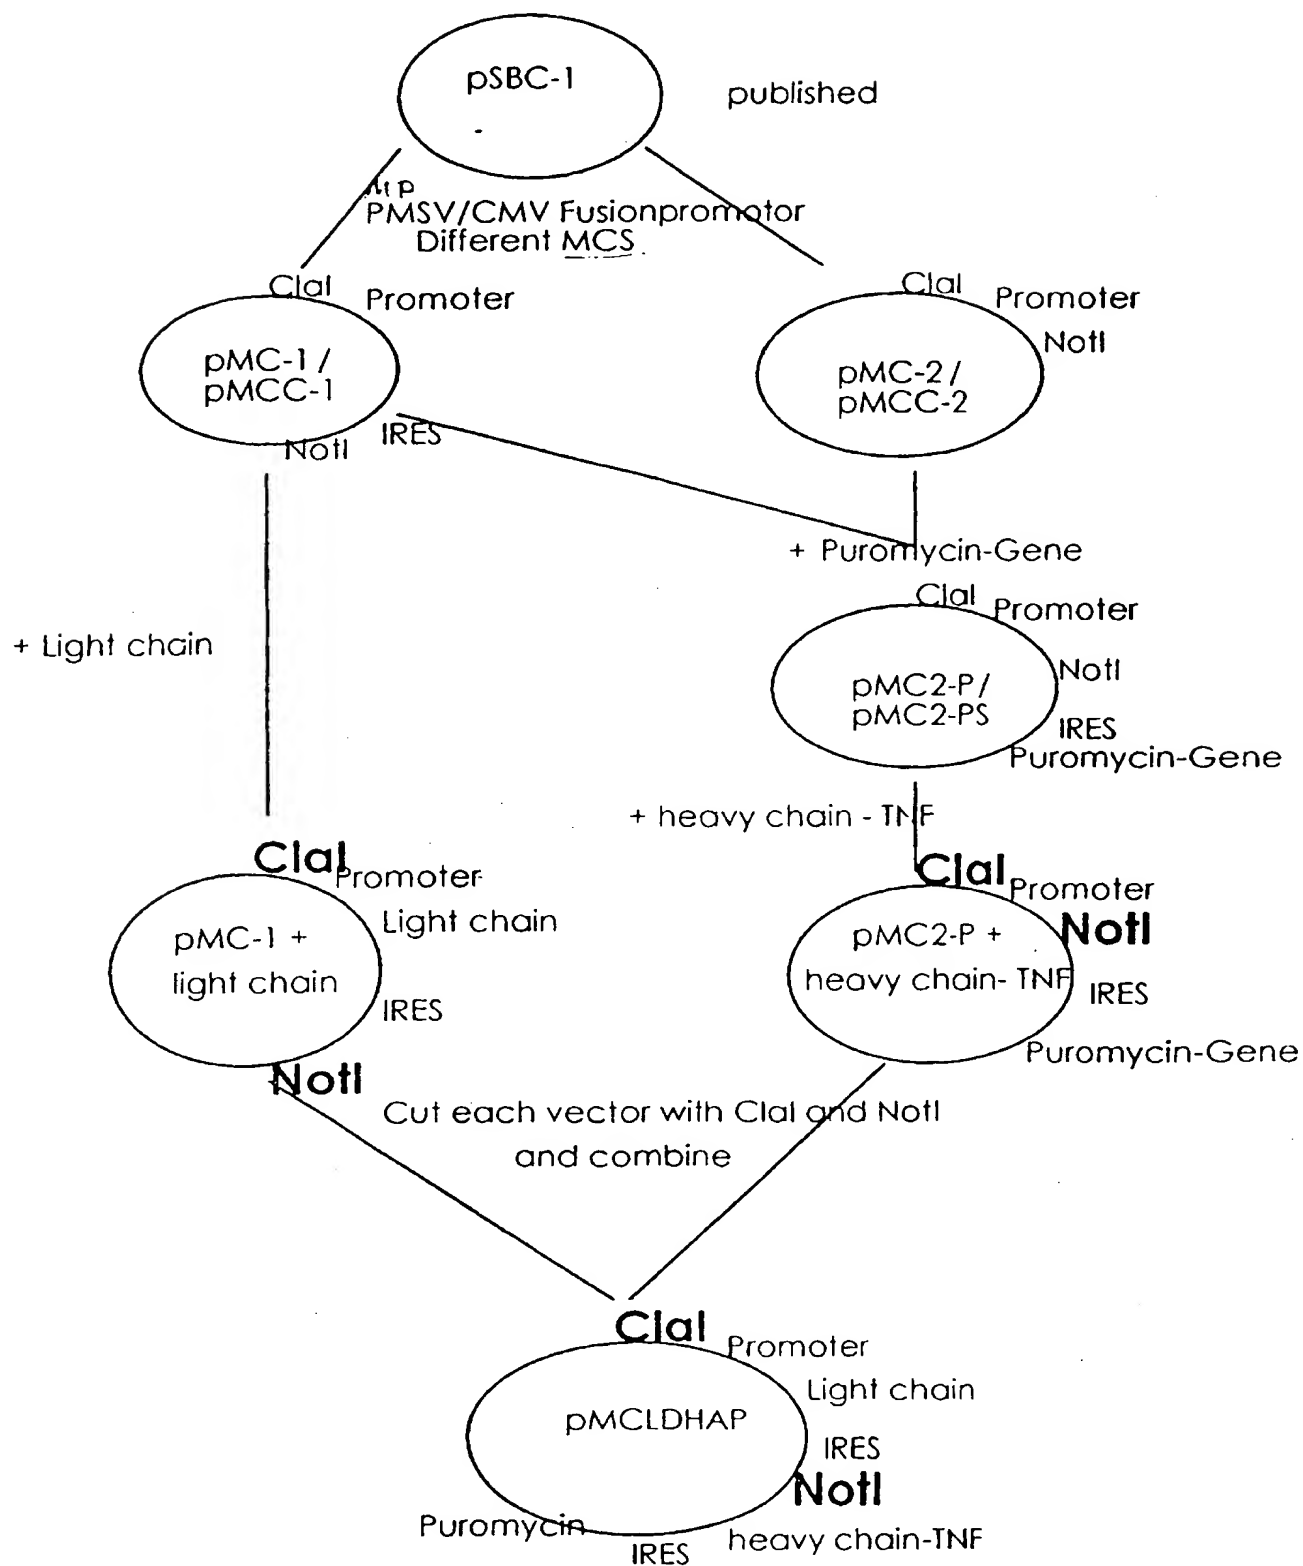 pSBC-1
published
PMSV/CMV Fusionpromotor
Different MCS
ClaI
Promoter
pMC-1 /
pMCC-1
NotI
IRES
ClaI
Promoter
NotI
pMC-2 /
pMCC-2
+ Puromycin-Gene
ClaI
Promoter
NotI
pMC2-P /
pMC2-PS
IRES
Puromycin-Gene
+ Light chain
+ heavy chain - TNF
ClaI
Promoter
Light chain
pMC-1 +
light chain
IRES
NotI
ClaI
Promoter
NotI
pMC2-P +
heavy chain- TNF
IRES
Puromycin-Gene
Cut each vector with ClaI and NotI
and combine
ClaI
Promoter
Light chain
pMCLDHAP
IRES
NotI
heavy chain-TNF
IRES
Puromycin